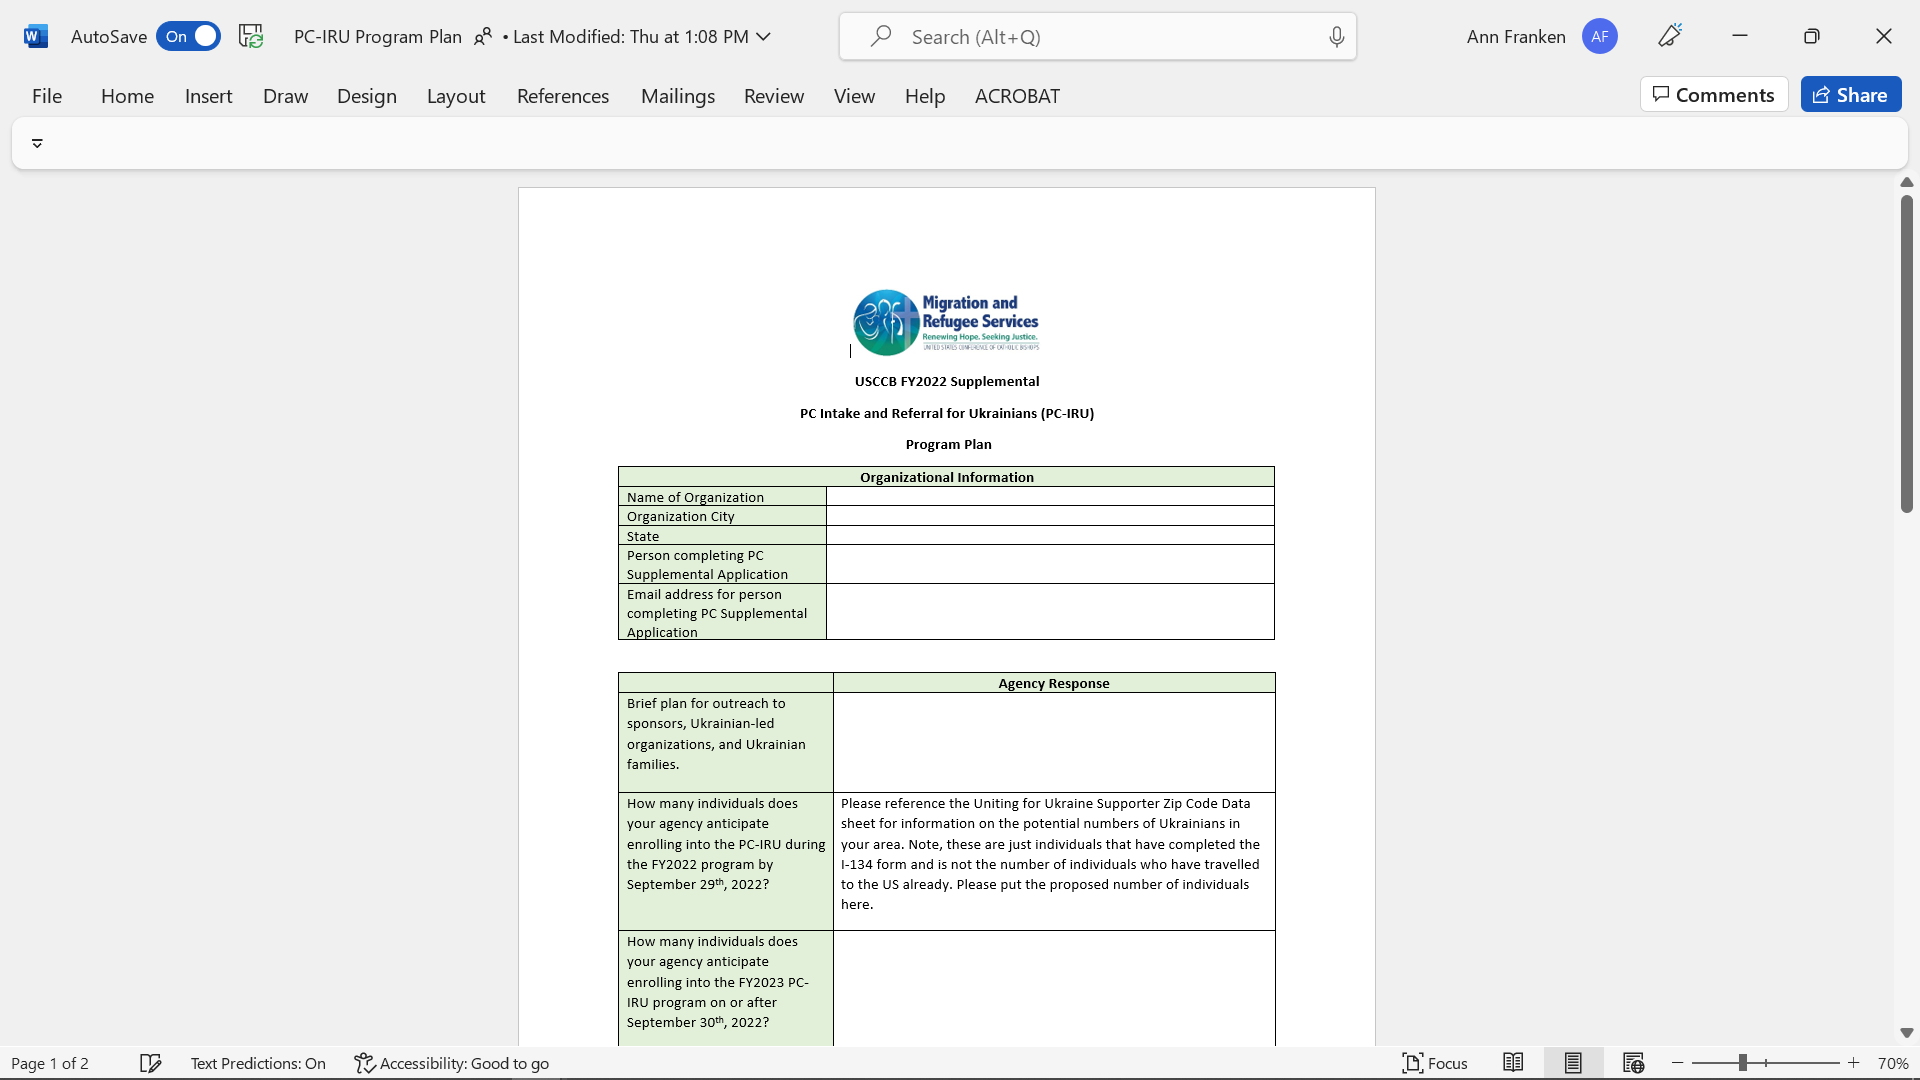 AutoSave On PC-IRU Program Plan • Last Modified: Thu at 1:08 PM Search (Alt+Q) Ann Franken AF
File Home Insert Draw Design Layout References Mailings Review View Help ACROBAT Comments Share
Migration and
Refugee Services
Renewing Hope. Seeking Justice.
UNITED STATES CONFERENCE OF CATHOLIC BISHOPS
USCCB FY2022 Supplemental
PC Intake and Referral for Ukrainians (PC-IRU)
Program Plan
Organizational Information
Name of Organization
Organization City
State
Person completing PC
Supplemental Application
Email address for person
completing PC Supplemental
Application
Agency Response
Brief plan for outreach to
sponsors, Ukrainian-led
organizations, and Ukrainian
families.
How many individuals does
your agency anticipate
enrolling into the PC-IRU during
the FY2022 program by
September 29th, 2022?
Please reference the Uniting for Ukraine Supporter Zip Code Data
sheet for information on the potential numbers of Ukrainians in
your area. Note, these are just individuals that have completed the
I-134 form and is not the number of individuals who have travelled
to the US already. Please put the proposed number of individuals
here.
How many individuals does
your agency anticipate
enrolling into the FY2023 PC-
IRU program on or after
September 30th, 2022?
Page 1 of 2 Text Predictions: On Accessibility: Good to go Focus 70%